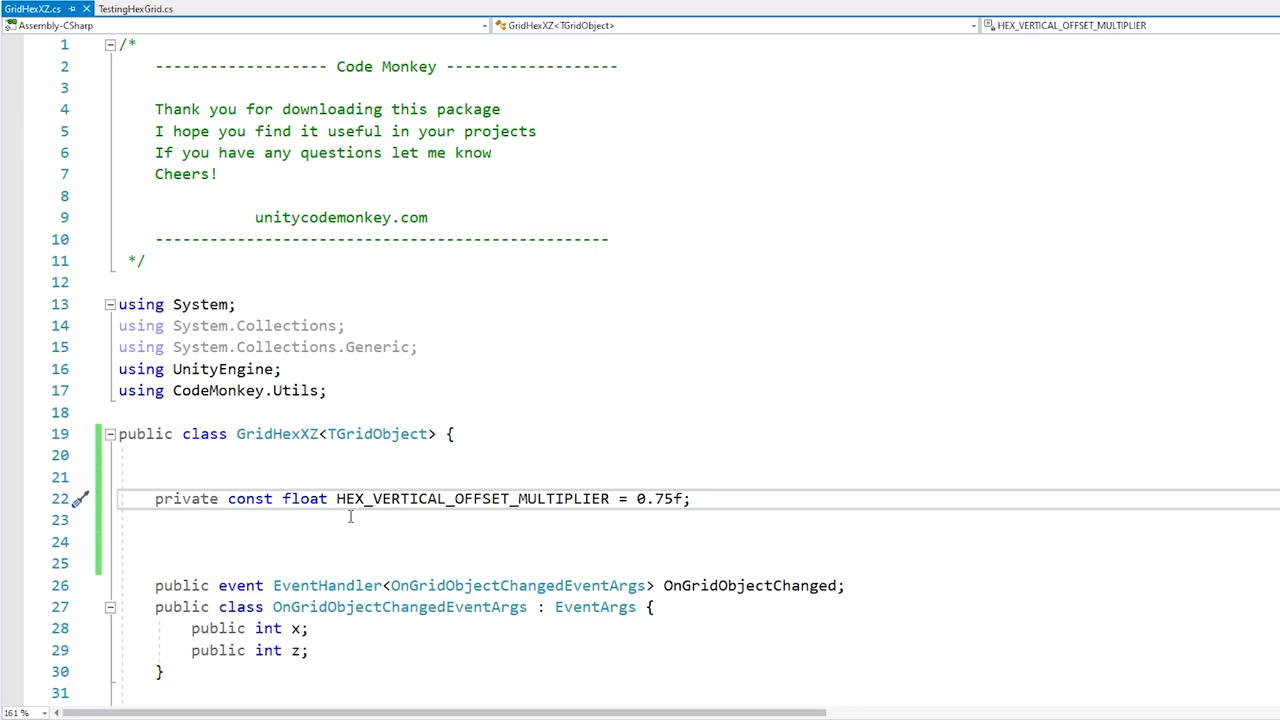 GridHexXZ.cs TestingHexGrid.cs
Assembly-CSharp GridHexXZ<TGridObject> HEX_VERTICAL_OFFSET_MULTIPLIER
1 /*
2 ------------------- Code Monkey -------------------
3
4 Thank you for downloading this package
5 I hope you find it useful in your projects
6 If you have any questions let me know
7 Cheers!
8
9 unitycodemonkey.com
10 --------------------------------------------------
11 */
12
13 using System;
14 using System.Collections;
15 using System.Collections.Generic;
16 using UnityEngine;
17 using CodeMonkey.Utils;
18
19 public class GridHexXZ<TGridObject> {
20
21
22 private const float HEX_VERTICAL_OFFSET_MULTIPLIER = 0.75f;
23
24
25
26 public event EventHandler<OnGridObjectChangedEventArgs> OnGridObjectChanged;
27 public class OnGridObjectChangedEventArgs : EventArgs {
28 public int x;
29 public int z;
30 }
31
161 %